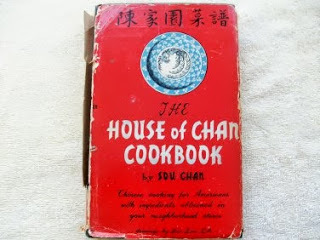 陳家園菜譜
THE
HOUSE of CHAN
COOKBOOK
by SOU CHAN
Chinese cooking for Americans
with ingredients obtained in
your neighborhood stores